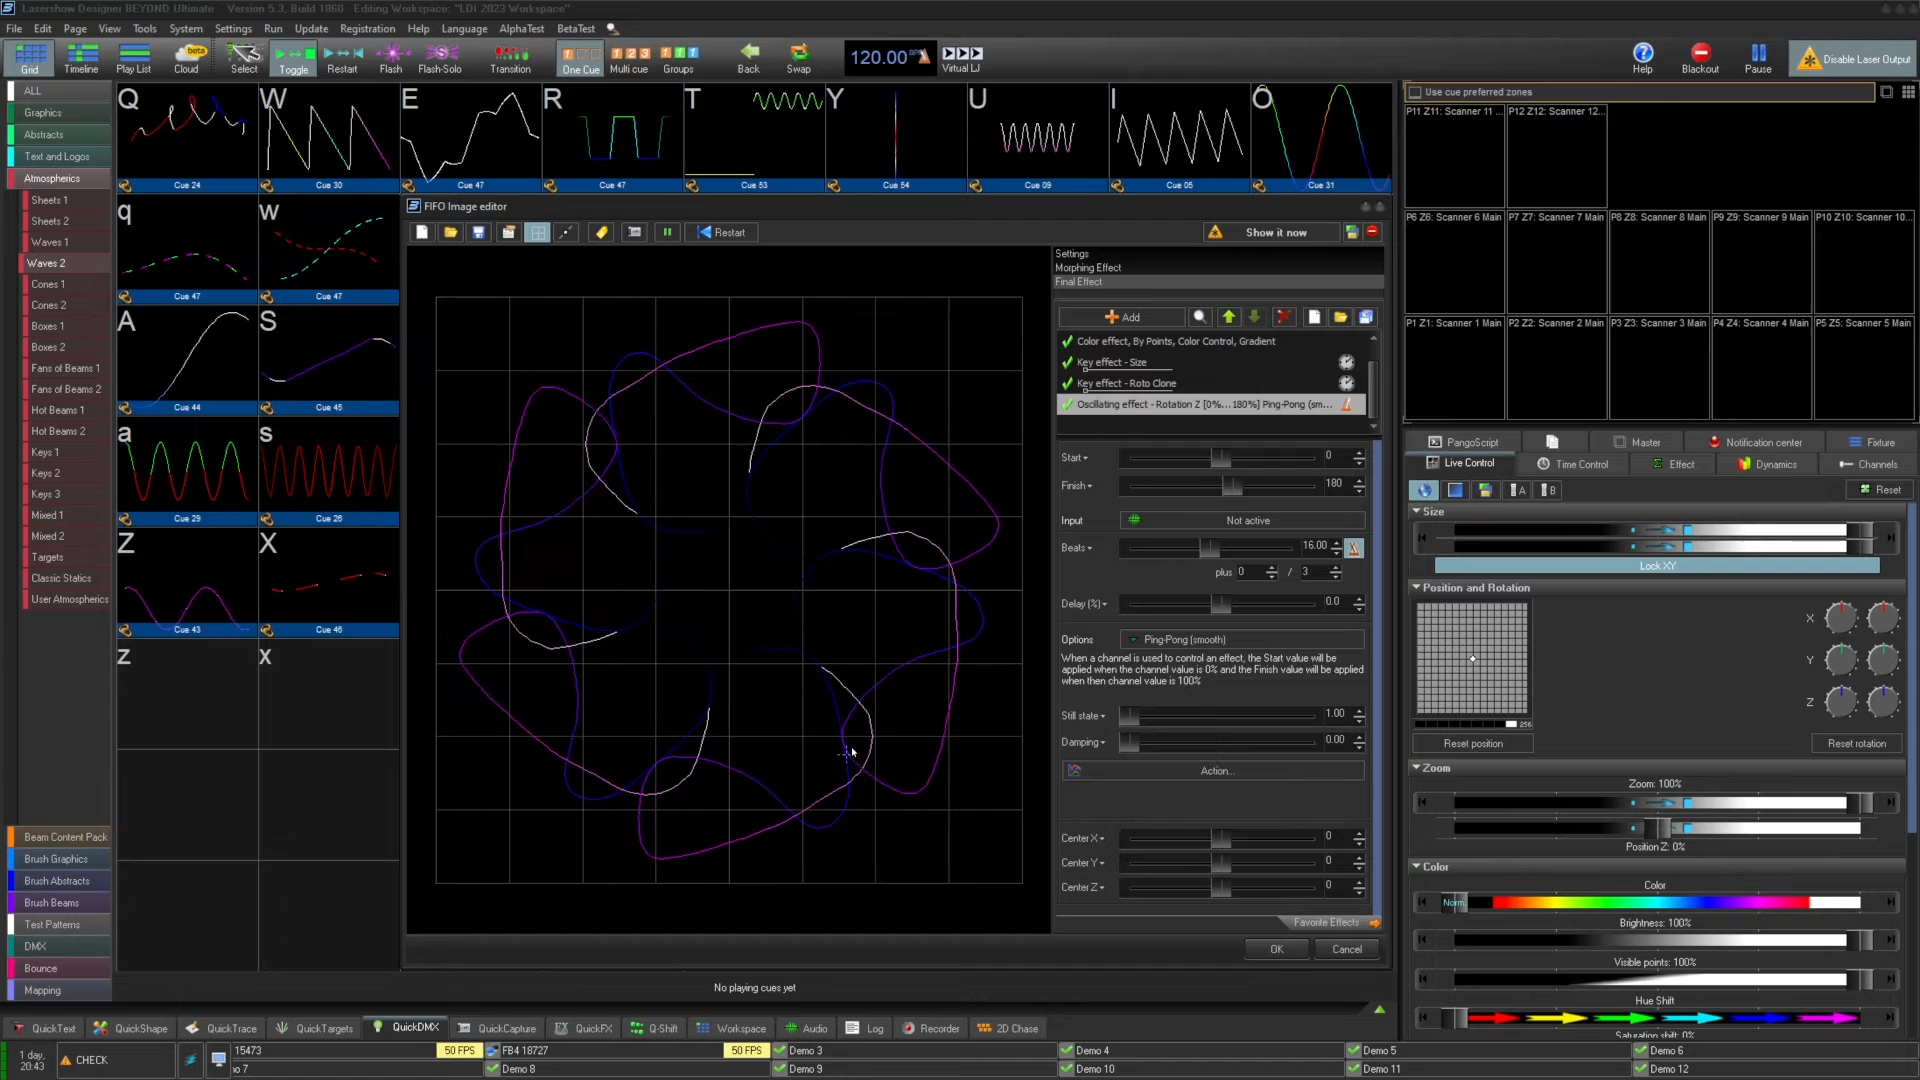 Lasershow Designer BEYOND Ultimate   Version 5.3, Build 1860   Editing Workspace: "LDI 2023 Workspace"
File Edit Page View Tools System Settings Run Update Registration Help Language AlphaTest BetaTest
Grid Timeline Play List Cloud beta Select Toggle Restart Flash Flash-Solo Transition One Cue Multi cue Groups Back Swap 120.00 Virtual LJ Help Blackout Pause Disable Laser Output
ALL
Graphics
Abstracts
Text and Logos
Atmospherics
Sheets 1
Sheets 2
Waves 1
Waves 2
Cones 1
Cones 2
Boxes 1
Boxes 2
Fans of Beams 1
Fans of Beams 2
Hot Beams 1
Hot Beams 2
Keys 1
Keys 2
Keys 3
Mixed 1
Mixed 2
Targets
Classic Statics
User Atmospherics
Beam Content Pack
Brush Graphics
Brush Abstracts
Brush Beams
Test Patterns
DMX
Bounce
Mapping
Q W E R T Y U I O
Cue 24 Cue 30 Cue 47 Cue 47 Cue 53 Cue 54 Cue 09 Cue 05 Cue 31
q w
Cue 47 Cue 47
A S
Cue 44 Cue 45
a s
Cue 29 Cue 26
Z X
Cue 43 Cue 46
z x
FIFO Image editor
Restart
Show it now
Settings
Morphing Effect
Final Effect
Add
Color effect, By Points, Color Control, Gradient
Key effect - Size
Key effect - Roto Clone
Oscillating effect - Rotation Z [0%...180%] Ping-Pong (sm...
Start 0
Finish 180
Input Not active
Beats 16.00
plus 0 / 3
Delay (%) 0.0
Options Ping-Pong (smooth)
When a channel is used to control an effect, the Start value will be
applied when the channel value is 0% and the Finish value will be applied
when then channel value is 100%
Still state 1.00
Damping 0.00
Action...
Center X 0
Center Y 0
Center Z 0
Favorite Effects
OK Cancel
No playing cues yet
Use cue preferred zones
P11 Z11: Scanner 11 ... P12 Z12: Scanner 12...
P6 Z6: Scanner 6 Main P7 Z7: Scanner 7 Main P8 Z8: Scanner 8 Main P9 Z9: Scanner 9 Main P10 Z10: Scanner 10...
P1 Z1: Scanner 1 Main P2 Z2: Scanner 2 Main P3 Z3: Scanner 3 Main P4 Z4: Scanner 4 Main P5 Z5: Scanner 5 Main
PangoScript Master Notification center Fixture
Live Control Time Control Effect Dynamics Channels
A B Reset
Size
Lock XY
Position and Rotation
X
Y
Z
256
Reset position Reset rotation
Zoom
Zoom: 100%
Position Z: 0%
Color
Color
Norm
Brightness: 100%
Visible points: 100%
Hue Shift
Saturation shift: 0%
QuickText QuickShape QuickTrace QuickTargets QuickDMX QuickCapture QuickFX Q-Shift Workspace Audio Log Recorder 2D Chase
1 day, 20:43 CHECK 15473 50 FPS FB4 18727 50 FPS Demo 3 Demo 4 Demo 5 Demo 6
Demo 8 Demo 9 Demo 10 Demo 11 Demo 12